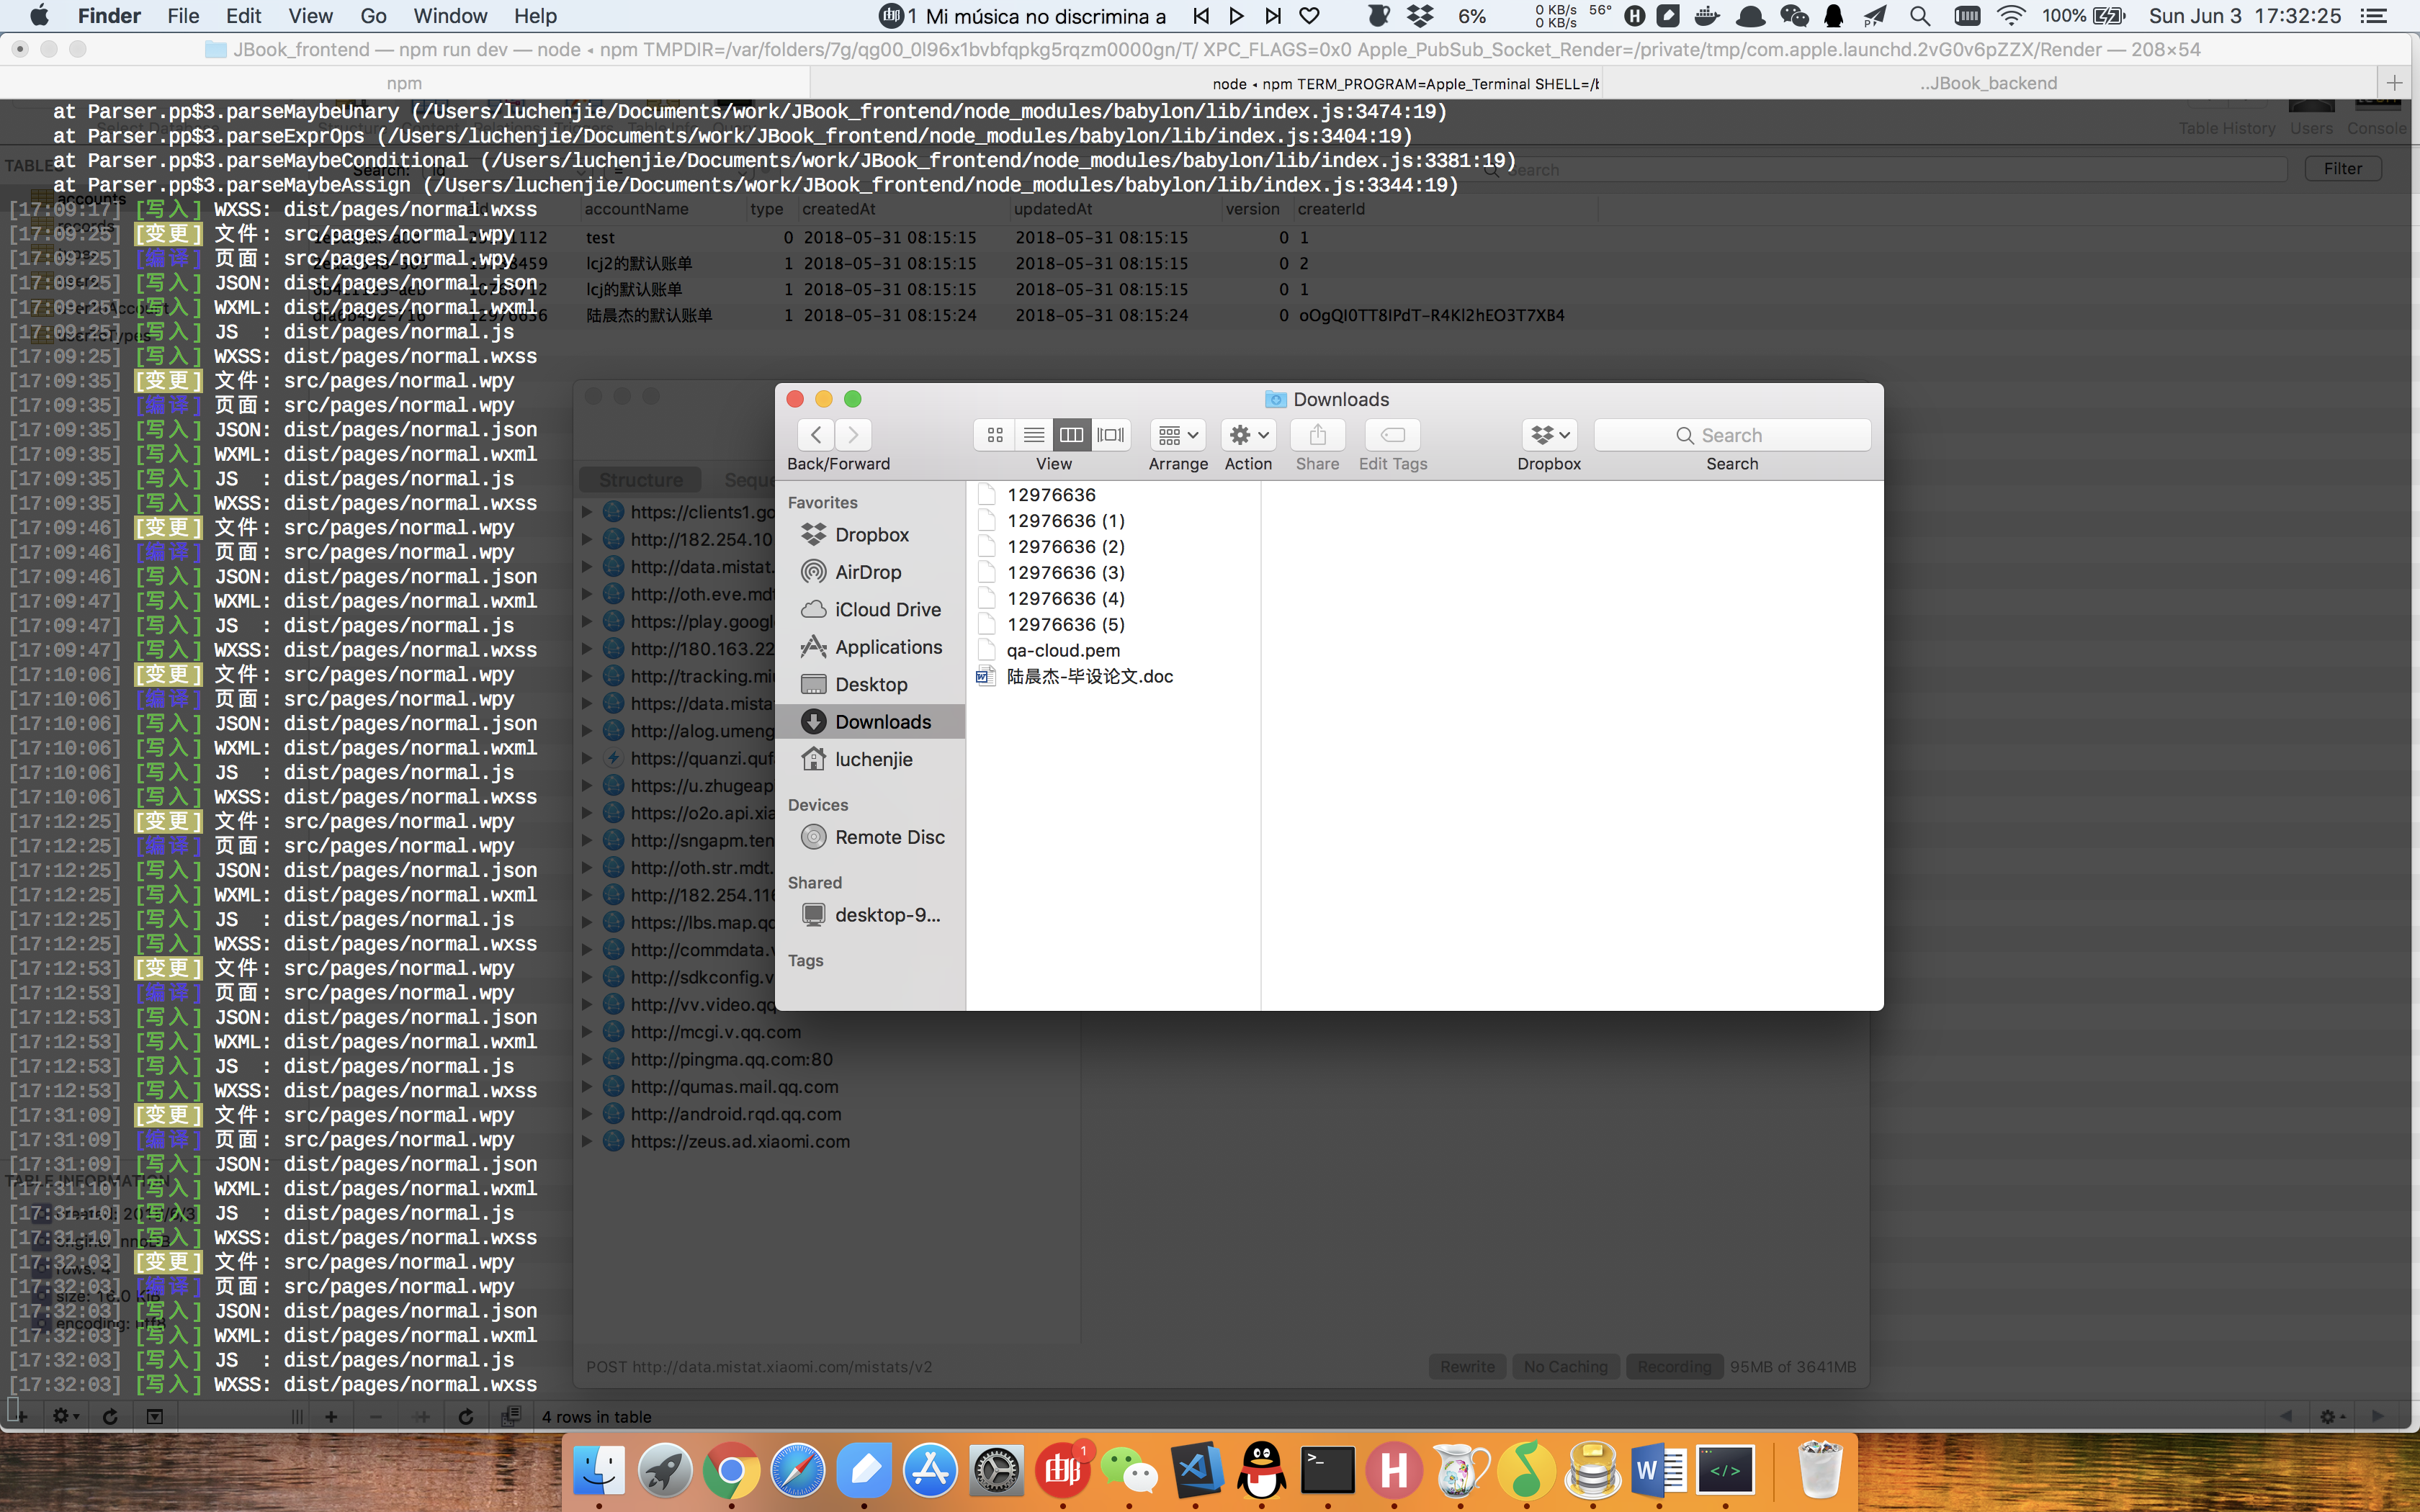 Finder File Edit View Go Window Help
1 Mi música no discrimina a
6%
0 KB/s
0 KB/s
56°
100%
Sun Jun 3 17:32:25
JBook_frontend — npm run dev — node ◂ npm TMPDIR=/var/folders/7g/qg00_0l96x1bvbfqpkg5rqzm0000gn/T/ XPC_FLAGS=0x0 Apple_PubSub_Socket_Render=/private/tmp/com.apple.launchd.2vG0v6pZZX/Render — 208×54
npm
node ◂ npm TERM_PROGRAM=Apple_Terminal SHELL=/b
...JBook_backend
at Parser.pp$3.parseMaybeUnary (/Users/luchenjie/Documents/work/JBook_frontend/node_modules/babylon/lib/index.js:3474:19)
at Parser.pp$3.parseExprOps (/Users/luchenjie/Documents/work/JBook_frontend/node_modules/babylon/lib/index.js:3404:19)
at Parser.pp$3.parseMaybeConditional (/Users/luchenjie/Documents/work/JBook_frontend/node_modules/babylon/lib/index.js:3381:19)
at Parser.pp$3.parseMaybeAssign (/Users/luchenjie/Documents/work/JBook_frontend/node_modules/babylon/lib/index.js:3344:19)
[17:09:17] [写入] WXSS: dist/pages/normal.wxss
[17:09:25] [变更] 文件: src/pages/normal.wpy
[17:09:25] [编译] 页面: src/pages/normal.wpy
[17:09:25] [写入] JSON: dist/pages/normal.json
[17:09:25] [写入] WXML: dist/pages/normal.wxml
[17:09:25] [写入] JS : dist/pages/normal.js
[17:09:25] [写入] WXSS: dist/pages/normal.wxss
[17:09:35] [变更] 文件: src/pages/normal.wpy
[17:09:35] [编译] 页面: src/pages/normal.wpy
[17:09:35] [写入] JSON: dist/pages/normal.json
[17:09:35] [写入] WXML: dist/pages/normal.wxml
[17:09:35] [写入] JS : dist/pages/normal.js
[17:09:35] [写入] WXSS: dist/pages/normal.wxss
[17:09:46] [变更] 文件: src/pages/normal.wpy
[17:09:46] [编译] 页面: src/pages/normal.wpy
[17:09:46] [写入] JSON: dist/pages/normal.json
[17:09:47] [写入] WXML: dist/pages/normal.wxml
[17:09:47] [写入] JS : dist/pages/normal.js
[17:09:47] [写入] WXSS: dist/pages/normal.wxss
[17:10:06] [变更] 文件: src/pages/normal.wpy
[17:10:06] [编译] 页面: src/pages/normal.wpy
[17:10:06] [写入] JSON: dist/pages/normal.json
[17:10:06] [写入] WXML: dist/pages/normal.wxml
[17:10:06] [写入] JS : dist/pages/normal.js
[17:10:06] [写入] WXSS: dist/pages/normal.wxss
[17:12:25] [变更] 文件: src/pages/normal.wpy
[17:12:25] [编译] 页面: src/pages/normal.wpy
[17:12:25] [写入] JSON: dist/pages/normal.json
[17:12:25] [写入] WXML: dist/pages/normal.wxml
[17:12:25] [写入] JS : dist/pages/normal.js
[17:12:25] [写入] WXSS: dist/pages/normal.wxss
[17:12:53] [变更] 文件: src/pages/normal.wpy
[17:12:53] [编译] 页面: src/pages/normal.wpy
[17:12:53] [写入] JSON: dist/pages/normal.json
[17:12:53] [写入] WXML: dist/pages/normal.wxml
[17:12:53] [写入] JS : dist/pages/normal.js
[17:12:53] [写入] WXSS: dist/pages/normal.wxss
[17:31:09] [变更] 文件: src/pages/normal.wpy
[17:31:09] [编译] 页面: src/pages/normal.wpy
[17:31:09] [写入] JSON: dist/pages/normal.json
[17:31:10] [写入] WXML: dist/pages/normal.wxml
[17:31:10] [写入] JS : dist/pages/normal.js
[17:31:10] [写入] WXSS: dist/pages/normal.wxss
[17:32:03] [变更] 文件: src/pages/normal.wpy
[17:32:03] [编译] 页面: src/pages/normal.wpy
[17:32:03] [写入] JSON: dist/pages/normal.json
[17:32:03] [写入] WXML: dist/pages/normal.wxml
[17:32:03] [写入] JS : dist/pages/normal.js
[17:32:03] [写入] WXSS: dist/pages/normal.wxss
Table History Users Console
Search: id
Search
Filter
accountName type createdAt updatedAt version createrId
test 0 2018-05-31 08:15:15 2018-05-31 08:15:15 0 1
lcj2的默认账单 1 2018-05-31 08:15:15 2018-05-31 08:15:15 0 2
lcj的默认账单 1 2018-05-31 08:15:15 2018-05-31 08:15:15 0 1
12976636 陆晨杰的默认账单 1 2018-05-31 08:15:24 2018-05-31 08:15:24 0 oOgQI0TT8IPdT-R4Kl2hEO3T7XB4
accounts
TABLE INFORMATION
size: 16.0 KiB
4 rows in table
Structure
https://clients1.go
http://182.254.10
http://data.mistat.
http://oth.eve.mdt
https://play.googl
http://180.163.22
http://tracking.miu
https://data.mista
http://alog.umeng
https://quanzi.quf
https://u.zhugeap
https://o2o.api.xia
http://sngapm.ten
http://oth.str.mdt.
http://182.254.116
https://lbs.map.qq
http://commdata.v
http://sdkconfig.v
http://vv.video.qq
http://mcgi.v.qq.com
http://pingma.qq.com:80
http://qumas.mail.qq.com
http://android.rqd.qq.com
https://zeus.ad.xiaomi.com
POST http://data.mistat.xiaomi.com/mistats/v2
Rewrite No Caching Recording 95MB of 3641MB
Downloads
Search
Back/Forward View Arrange Action Share Edit Tags Dropbox Search
Favorites
Dropbox
AirDrop
iCloud Drive
Applications
Desktop
Downloads
luchenjie
Devices
Remote Disc
Shared
desktop-9...
Tags
12976636
12976636 (1)
12976636 (2)
12976636 (3)
12976636 (4)
12976636 (5)
qa-cloud.pem
陆晨杰-毕设论文.doc
1